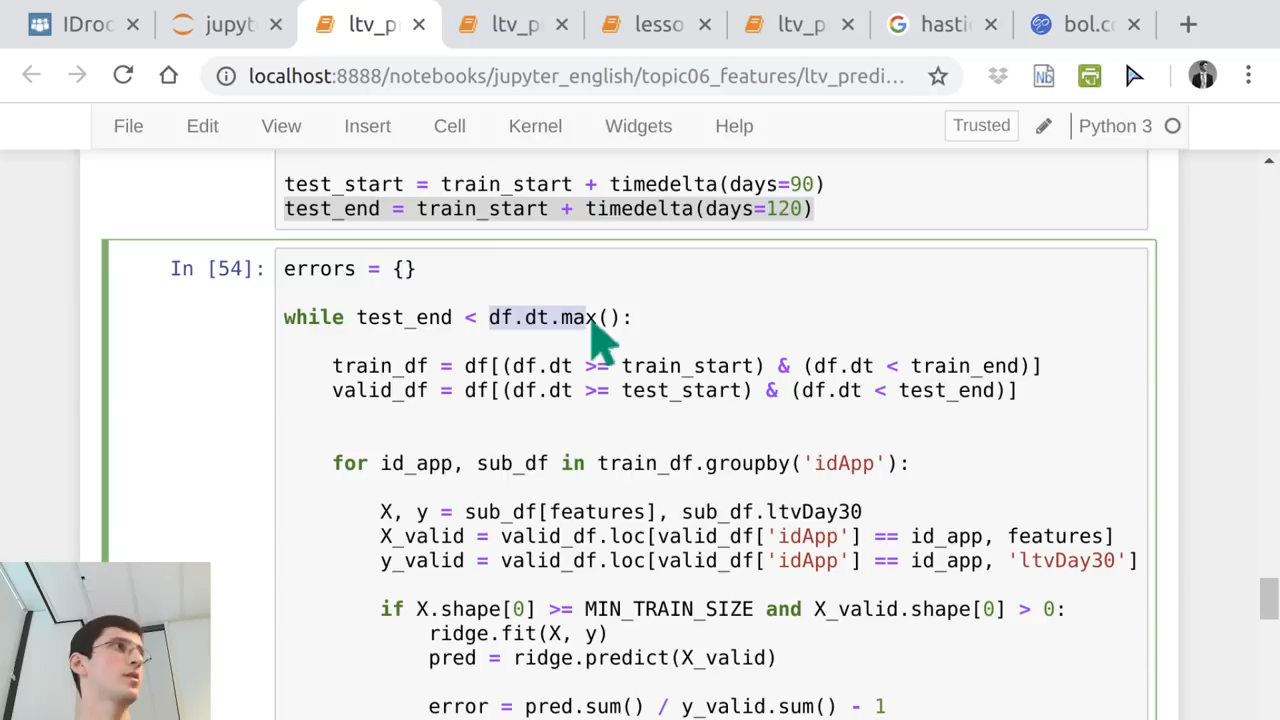 IDroo
jupyt
ltv_p
ltv_p
lesso
ltv_p
hastie
bol.co
localhost:8888/notebooks/jupyter_english/topic06_features/ltv_predi...
File Edit View Insert Cell Kernel Widgets Help Trusted Python 3
test_start = train_start + timedelta(days=90)
test_end = train_start + timedelta(days=120)
In [54]:
errors = {}
while test_end < df.dt.max():
train_df = df[(df.dt >= train_start) & (df.dt < train_end)]
valid_df = df[(df.dt >= test_start) & (df.dt < test_end)]
for id_app, sub_df in train_df.groupby('idApp'):
X, y = sub_df[features], sub_df.ltvDay30
X_valid = valid_df.loc[valid_df['idApp'] == id_app, features]
y_valid = valid_df.loc[valid_df['idApp'] == id_app, 'ltvDay30']
if X.shape[0] >= MIN_TRAIN_SIZE and X_valid.shape[0] > 0:
ridge.fit(X, y)
pred = ridge.predict(X_valid)
error = pred.sum() / y_valid.sum() - 1